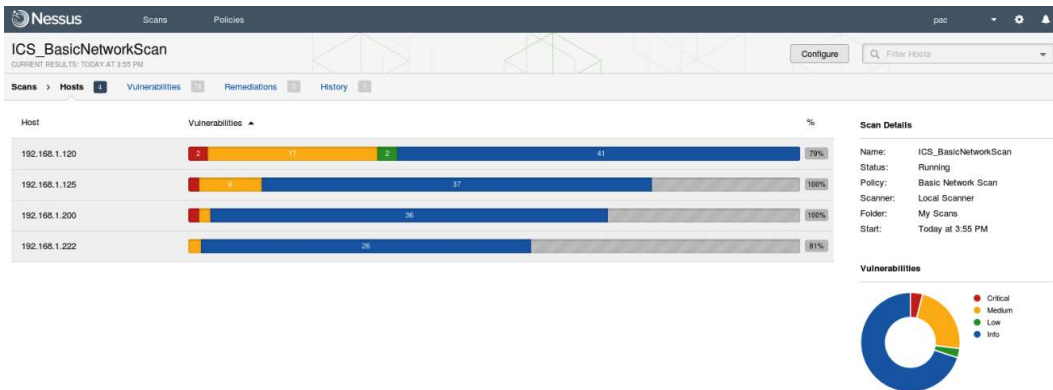 Nessus Scans Policies pac
ICS_BasicNetworkScan
CURRENT RESULTS: TODAY AT 3:55 PM
Configure Filter Hosts
Scans > Hosts 4 Vulnerabilities Remediations History 1
Host Vulnerabilities % Scan Details
192.168.1.120 2 17 2 41 79%
192.168.1.125 6 37 100%
192.168.1.200 36 100%
192.168.1.222 26 81%
Name: ICS_BasicNetworkScan
Status: Running
Policy: Basic Network Scan
Scanner: Local Scanner
Folder: My Scans
Start: Today at 3:55 PM
Vulnerabilities
Critical
Medium
Low
Info